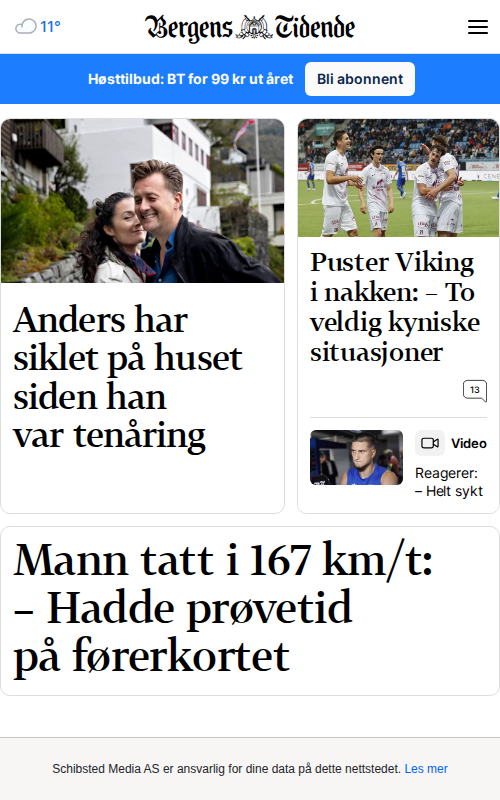 11°
Bergens Tidende
Høsttilbud: BT for 99 kr ut året
Bli abonnent
Anders har
siklet på huset
siden han
var tenåring
Puster Viking
i nakken: – To
veldig kyniske
situasjoner
13
Video
Reagerer:
– Helt sykt
Mann tatt i 167 km/t:
– Hadde prøvetid
på førerkortet
Schibsted Media AS er ansvarlig for dine data på dette nettstedet. Les mer